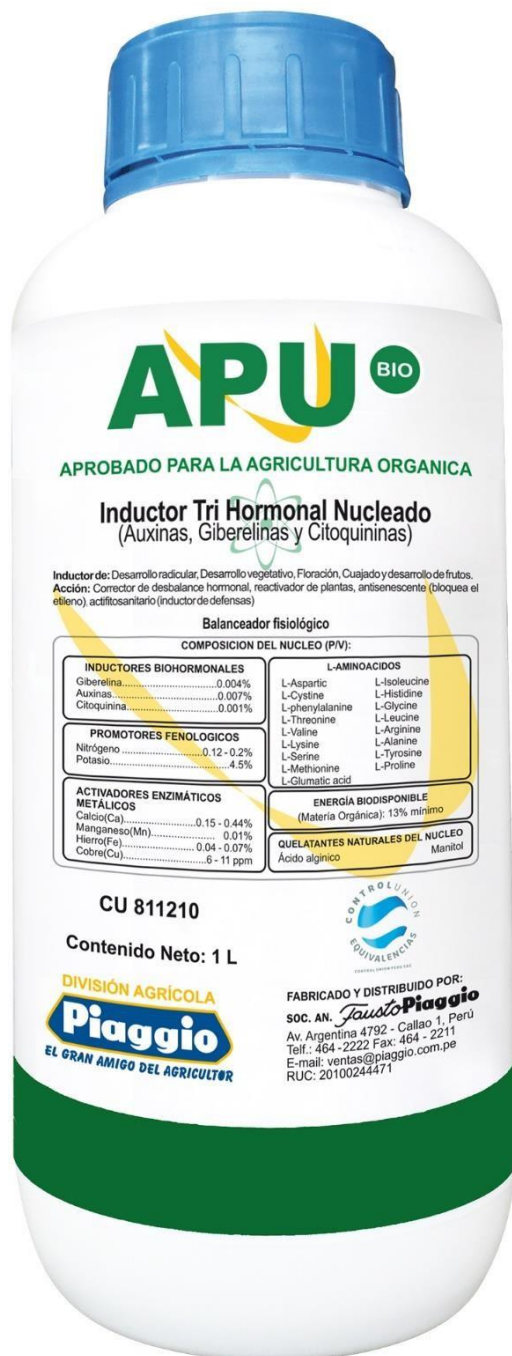 APU BIO
APROBADO PARA LA AGRICULTURA ORGANICA
Inductor Tri Hormonal Nucleado
(Auxinas, Giberelinas y Citoquininas)
Inductor de: Desarrollo radicular, Desarrollo vegetativo, Floración, Cuajado y desarrollo de frutos.
Acción: Corrector de desbalance hormonal, reactivador de plantas, antisenescente (bloquea el
etileno), actifitosanitario (inductor de defensas)
Balanceador fisiológico
COMPOSICION DEL NUCLEO (P/V):
INDUCTORES BIOHORMONALES
Giberelina..................0.004%
Auxinas.....................0.007%
Citoquinina.................0.001%
PROMOTORES FENOLOGICOS
Nitrógeno ..................0.12 - 0.2%
Potasio.....................4.5%
ACTIVADORES ENZIMÁTICOS
METÁLICOS
Calcio(Ca)..................0.15 - 0.44%
Manganeso(Mn)............... 0.01%
Hierro(Fe).................. 0.04 - 0.07%
Cobre(Cu)...................6 - 11 ppm
L-AMINOACIDOS
L-Aspartic
L-Cystine
L-phenylalanine
L-Threonine
L-Valine
L-Lysine
L-Serine
L-Methionine
L-Glumatic acid
L-Isoleucine
L-Histidine
L-Glycine
L-Leucine
L-Arginine
L-Alanine
L-Tyrosine
L-Proline
ENERGÍA BIODISPONIBLE
(Materia Orgánica): 13% mínimo
QUELATANTES NATURALES DEL NUCLEO
Ácido alginico Manitol
CU 811210
Contenido Neto: 1 L
CONTROLUNION
EQUIVALENCIAS
CONTROL UNION PERU SAC
DIVISIÓN AGRÍCOLA
Piaggio
EL GRAN AMIGO DEL AGRICULTOR
FABRICADO Y DISTRIBUIDO POR:
SOC. AN. Fausto Piaggio
Av. Argentina 4792 - Callao 1, Perú
Telf.: 464 -2222 Fax: 464 - 2211
E-mail: ventas@piaggio.com.pe
RUC: 20100244471